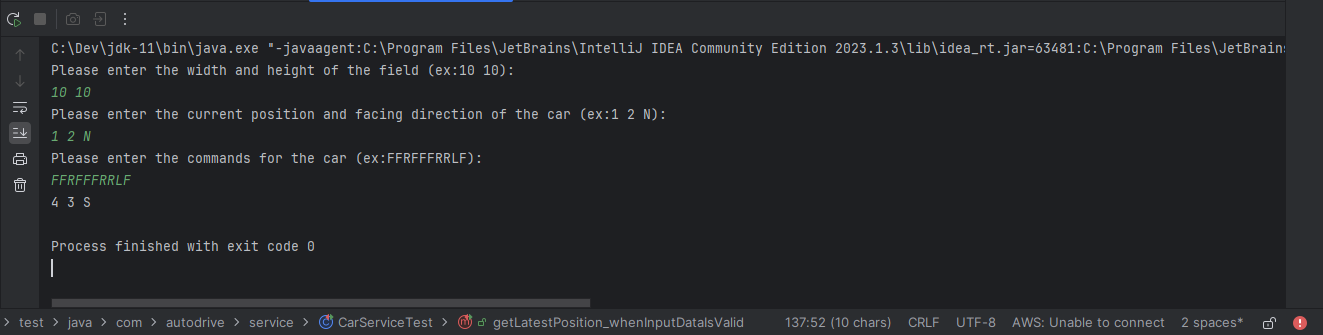 C:\Dev\jdk-11\bin\java.exe "-javaagent:C:\Program Files\JetBrains\IntelliJ IDEA Community Edition 2023.1.3\lib\idea_rt.jar=63481:C:\Program Files\JetBrains
Please enter the width and height of the field (ex:10 10):
10 10
Please enter the current position and facing direction of the car (ex:1 2 N):
1 2 N
Please enter the commands for the car (ex:FFRFFFRRLF):
FFRFFFRRLF
4 3 S
Process finished with exit code 0
test > java > com > autodrive > service > CarServiceTest > getLatestPosition_whenInputDataIsValid 137:52 (10 chars) CRLF UTF-8 AWS: Unable to connect 2 spaces*